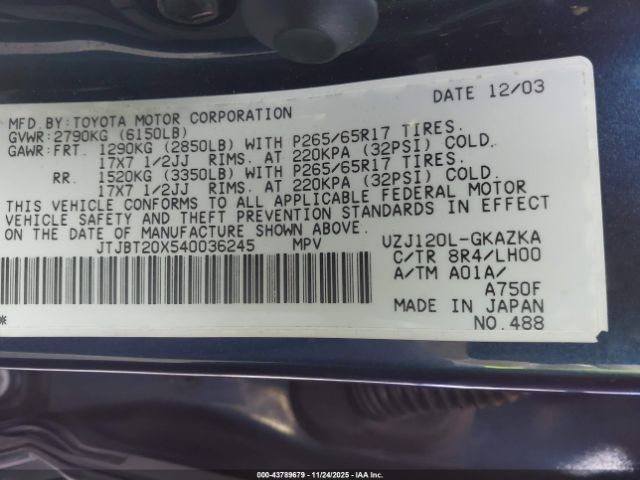 DATE 12/03
MFD.BY:TOYOTA MOTOR CORPORATION
GVWR:2790KG (6150LB)
GAWR:FRT. 1290KG (2850LB) WITH P265/65R17 TIRES.
17X7 1/2JJ RIMS. AT 220KPA (32PSI) COLD.
RR. 1520KG (3350LB) WITH P265/65R17 TIRES.
17X7 1/2JJ RIMS. AT 220KPA (32PSI) COLD.
THIS VEHICLE CONFORMS TO ALL APPLICABLE FEDERAL MOTOR
VEHICLE SAFETY AND THEFT PREVENTION STANDARDS IN EFFECT
ON THE DATE OF MANUFACTURE SHOWN ABOVE.
JTJBT20X540036245 MPV UZJ120L-GKAZKA
C/TR 8R4/LH00
A/TM A01A/
A750F
MADE IN JAPAN
NO.488
*
000-43789679 - 11/24/2025 - IAA Inc.